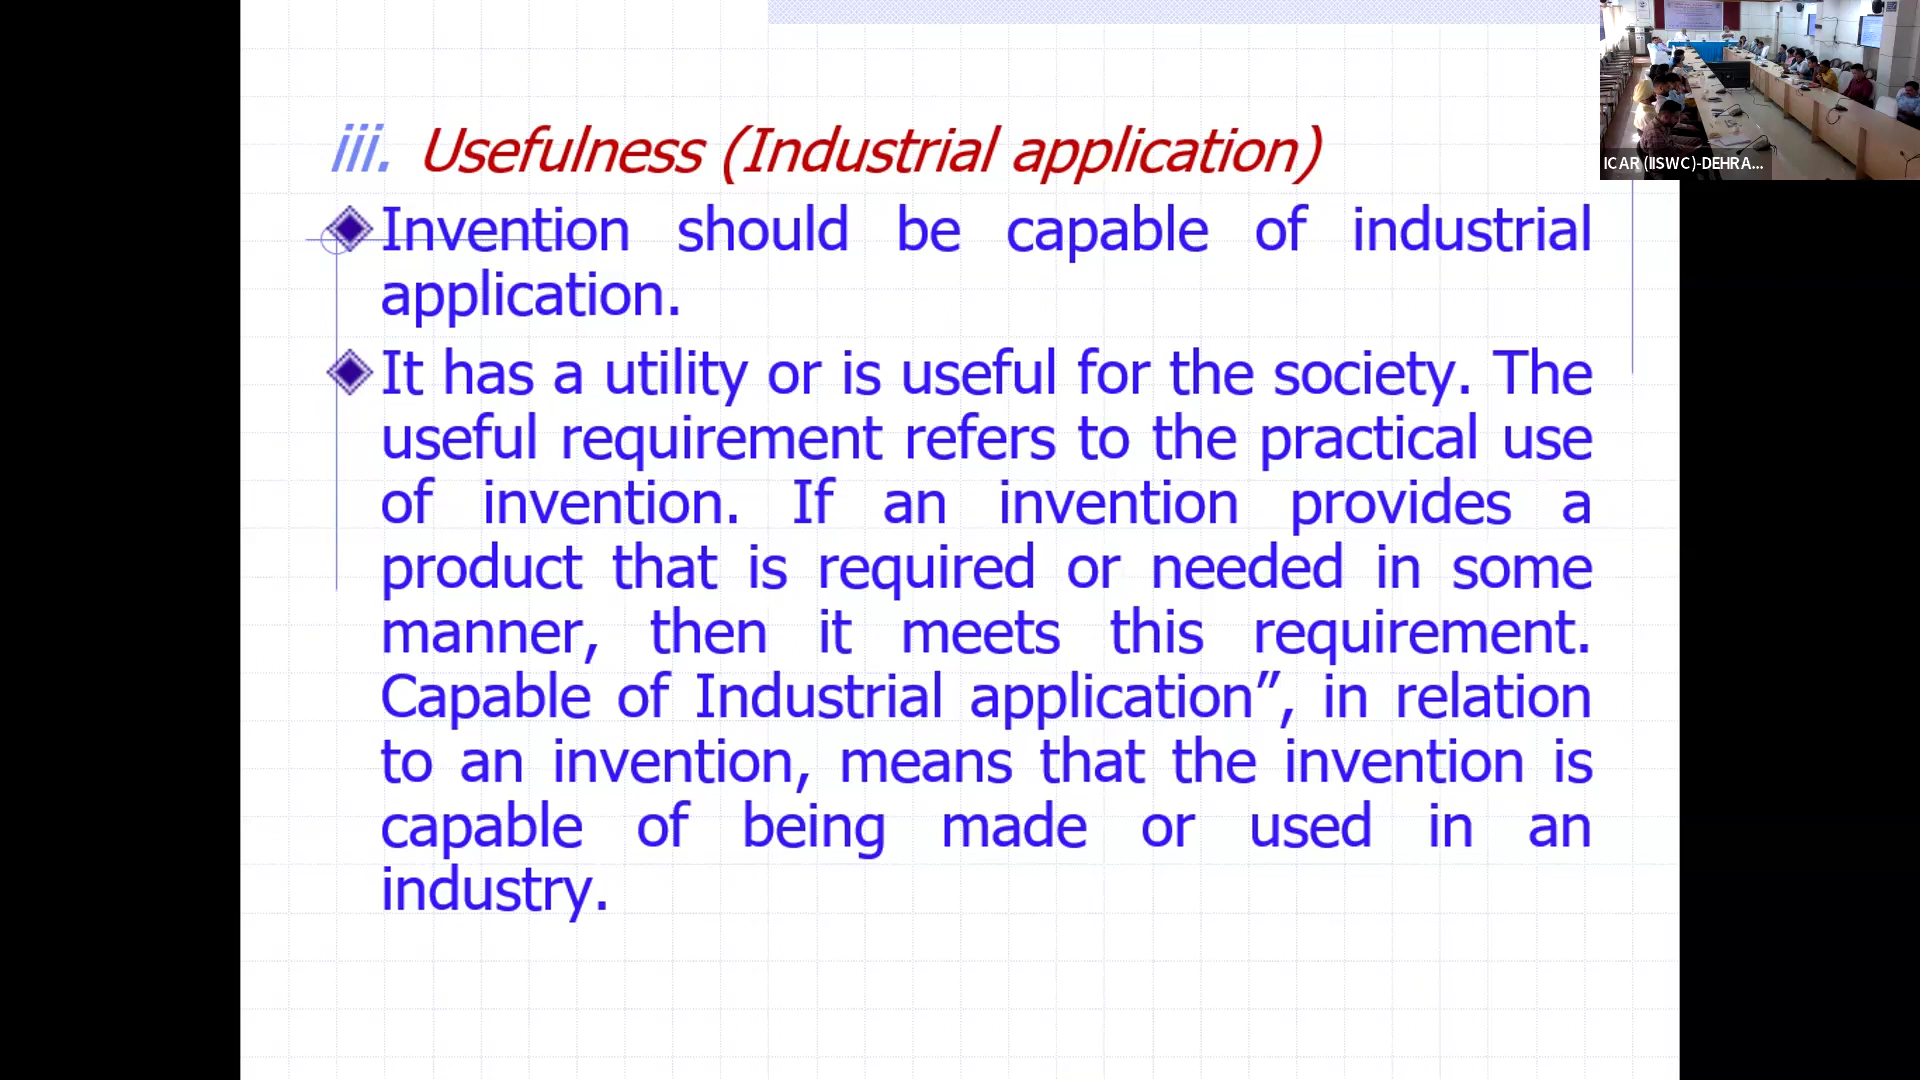 iii. Usefulness (Industrial application)
Invention should be capable of industrial
application.
It has a utility or is useful for the society. The
useful requirement refers to the practical use
of invention. If an invention provides a
product that is required or needed in some
manner, then it meets this requirement.
Capable of Industrial application”, in relation
to an invention, means that the invention is
capable of being made or used in an
industry.
ICAR (IISWC)-DEHRA...